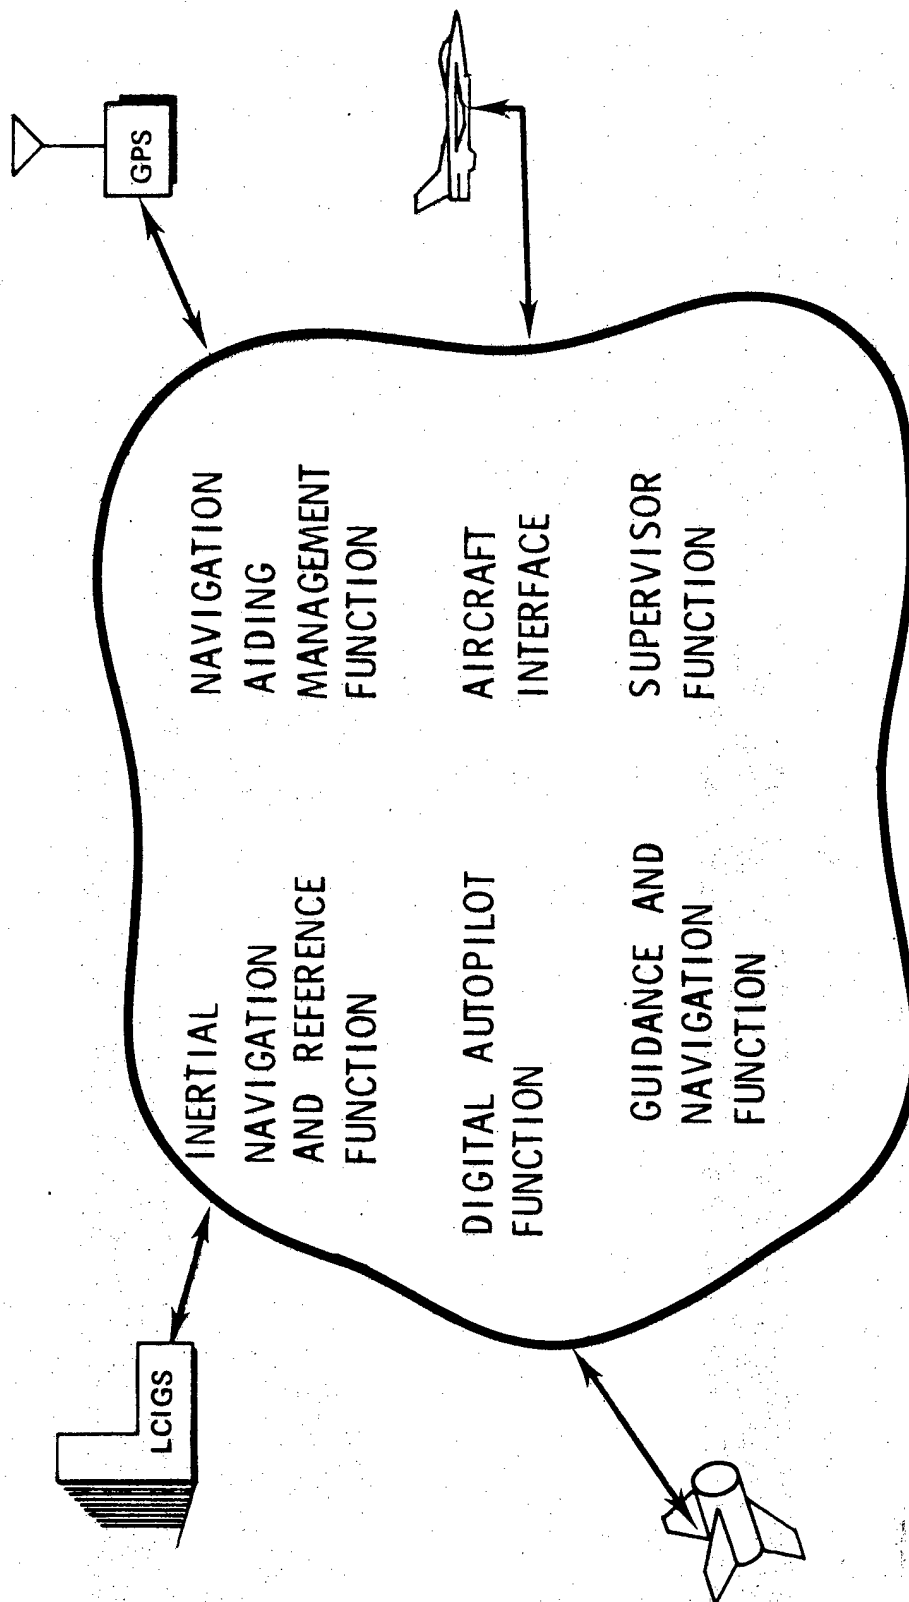 LCIGS
GPS
INERTIAL
NAVIGATION
AND REFERENCE
FUNCTION
NAVIGATION
AIDING
MANAGEMENT
FUNCTION
DIGITAL AUTOPILOT
FUNCTION
AIRCRAFT
INTERFACE
GUIDANCE AND
NAVIGATION
FUNCTION
SUPERVISOR
FUNCTION